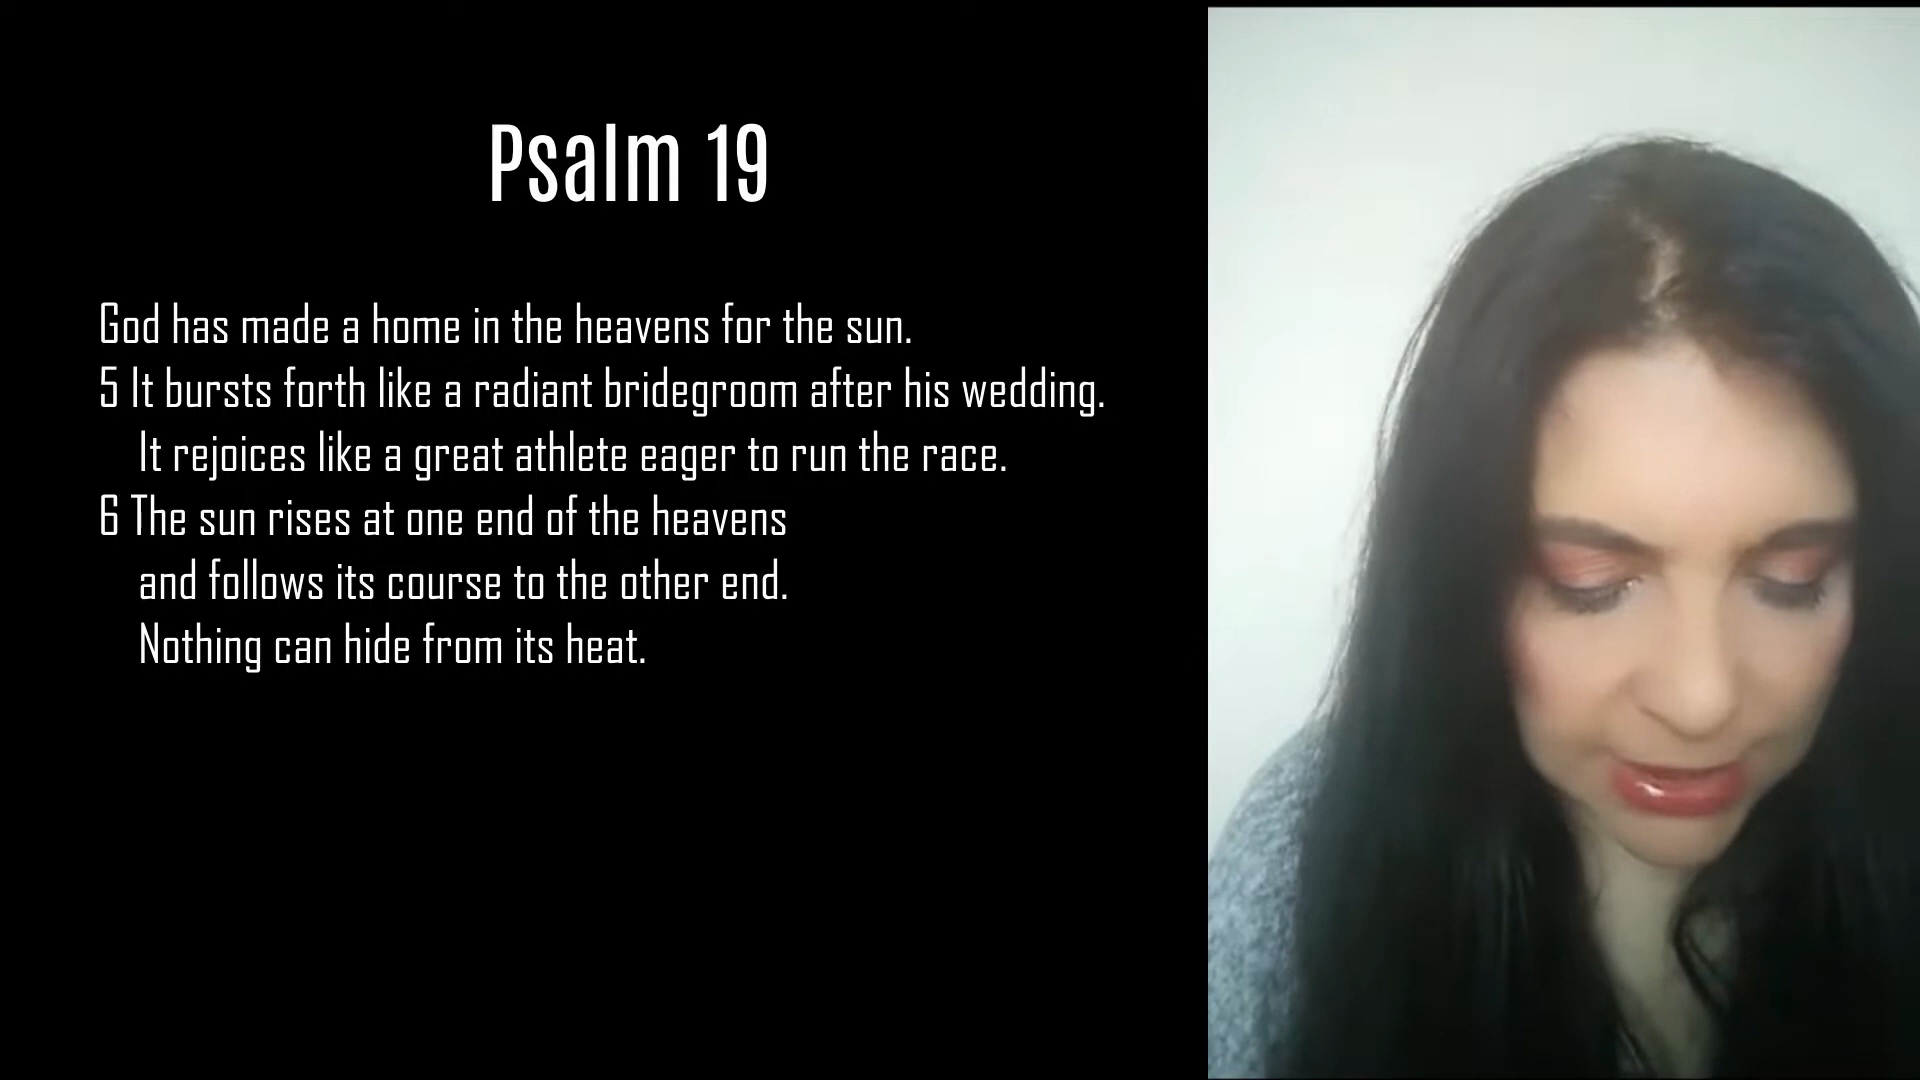 Psalm 19
God has made a home in the heavens for the sun.
5 It bursts forth like a radiant bridegroom after his wedding.
It rejoices like a great athlete eager to run the race.
6 The sun rises at one end of the heavens
and follows its course to the other end.
Nothing can hide from its heat.